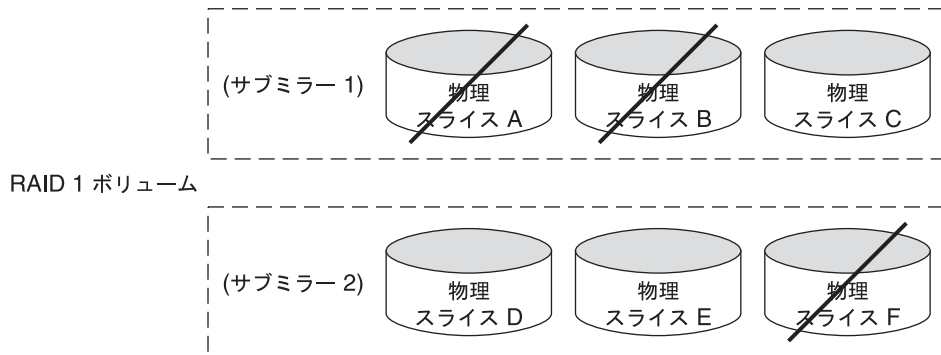 (サブミラー 1)
物理
スライス A
物理
スライス B
物理
スライス C
RAID 1 ボリューム
(サブミラー 2)
物理
スライス D
物理
スライス E
物理
スライス F